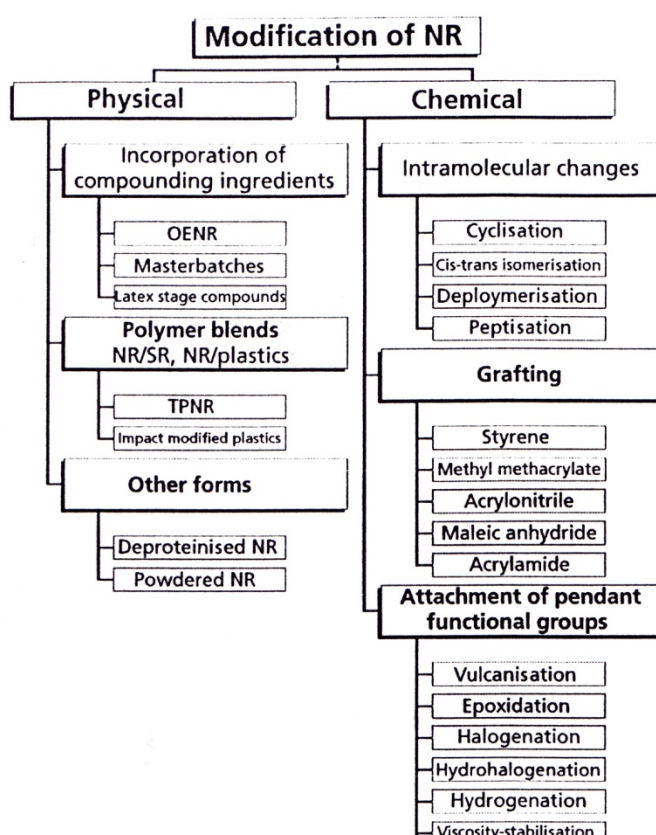 Modification of NR
Physical
Incorporation of
compounding ingredients
OENR
Masterbatches
Latex stage compounds
Polymer blends
NR/SR, NR/plastics
TPNR
Impact modified plastics
Other forms
Deproteinised NR
Powdered NR
Chemical
Intramolecular changes
Cyclisation
Cis-trans isomerisation
Deploymerisation
Peptisation
Grafting
Styrene
Methyl methacrylate
Acrylonitrile
Maleic anhydride
Acrylamide
Attachment of pendant
functional groups
Vulcanisation
Epoxidation
Halogenation
Hydrohalogenation
Hydrogenation
Viscosity-stabilisation